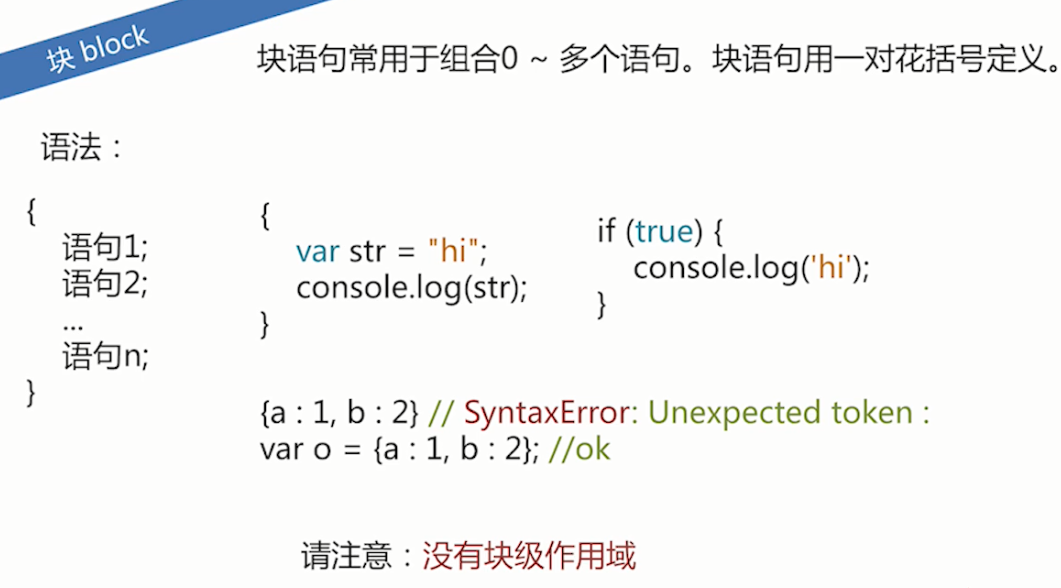 块 block
块语句常用于组合0 ~ 多个语句。块语句用一对花括号定义。
语法：
{
语句1;
语句2;
...
语句n;
}
{
var str = "hi";
console.log(str);
}
if (true) {
console.log('hi');
}
{a : 1, b : 2} // SyntaxError: Unexpected token :
var o = {a : 1, b : 2}; //ok
请注意：没有块级作用域